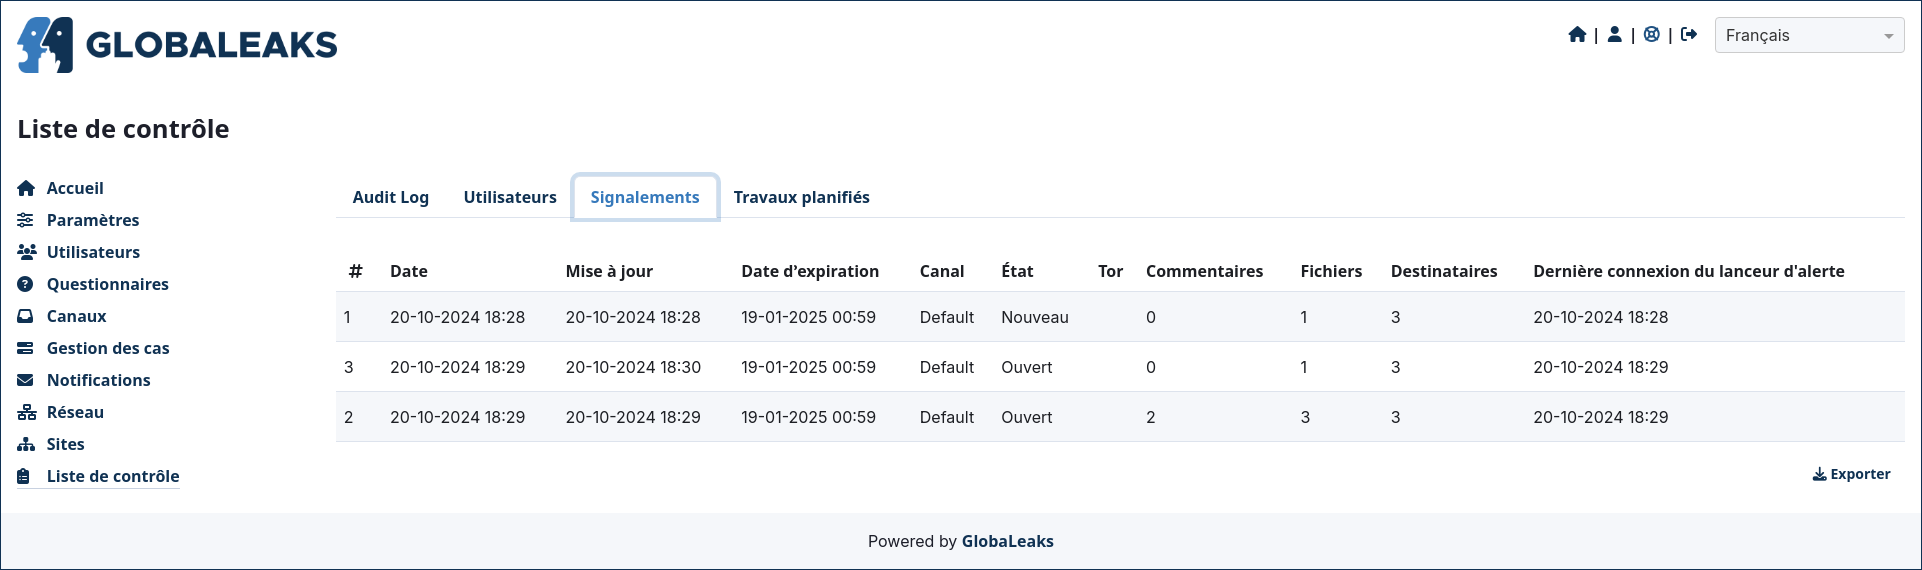 GLOBALEAKS
| | | Français
Liste de contrôle
Accueil
Paramètres
Utilisateurs
Questionnaires
Canaux
Gestion des cas
Notifications
Réseau
Sites
Liste de contrôle
Audit Log Utilisateurs Signalements Travaux planifiés
# Date Mise à jour Date d’expiration Canal État Tor Commentaires Fichiers Destinataires Dernière connexion du lanceur d'alerte
1 20-10-2024 18:28 20-10-2024 18:28 19-01-2025 00:59 Default Nouveau 0 1 3 20-10-2024 18:28
3 20-10-2024 18:29 20-10-2024 18:30 19-01-2025 00:59 Default Ouvert 0 1 3 20-10-2024 18:29
2 20-10-2024 18:29 20-10-2024 18:29 19-01-2025 00:59 Default Ouvert 2 3 3 20-10-2024 18:29
Exporter
Powered by GlobaLeaks